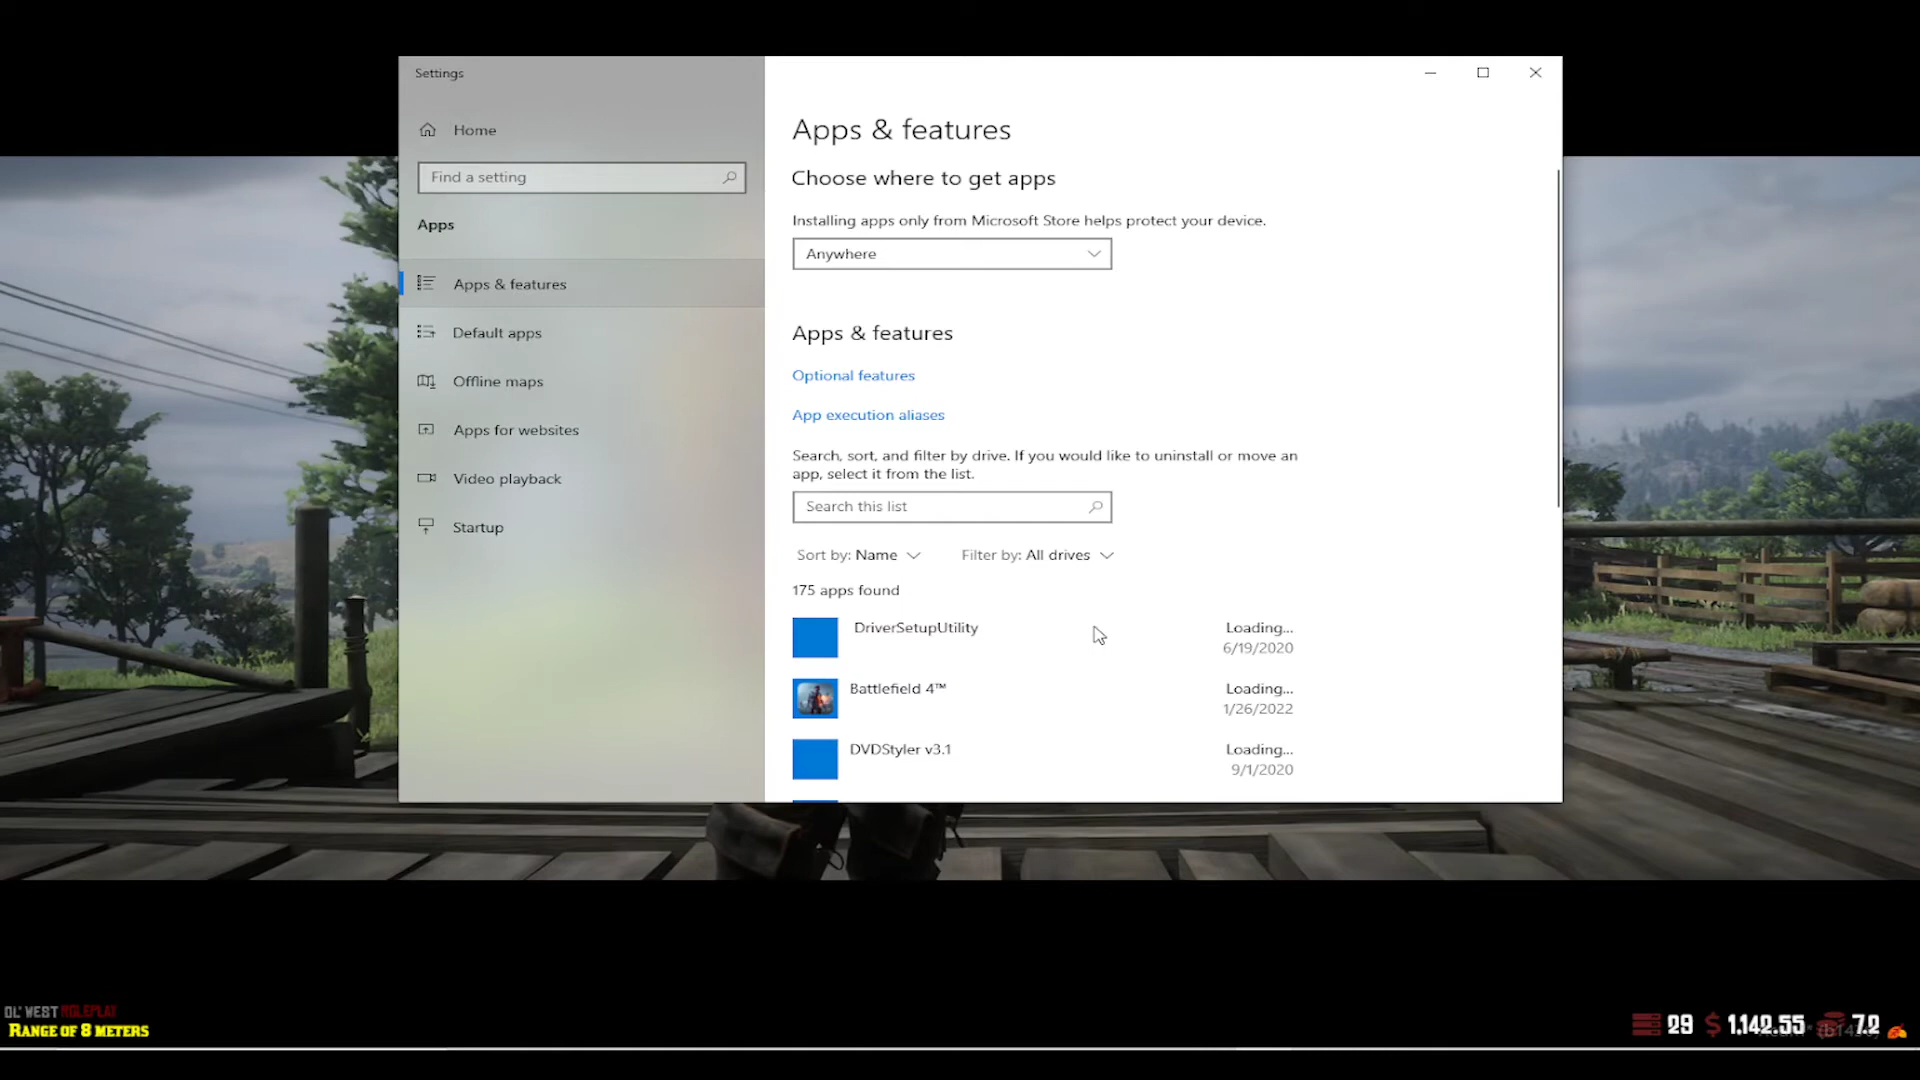 Settings
Home
Find a setting
Apps
Apps & features
Default apps
Offline maps
Apps for websites
Video playback
Startup
Apps & features
Choose where to get apps
Installing apps only from Microsoft Store helps protect your device.
Anywhere
Apps & features
Optional features
App execution aliases
Search, sort, and filter by drive. If you would like to uninstall or move an
app, select it from the list.
Search this list
Sort by: Name
Filter by: All drives
175 apps found
DriverSetupUtility
Loading...
6/19/2020
Battlefield 4™
Loading...
1/26/2022
DVDStyler v3.1
Loading...
9/1/2020
OL' WEST ROLEPLAY
RANGE OF 8 METERS
29 $ 1,142.55 7.2